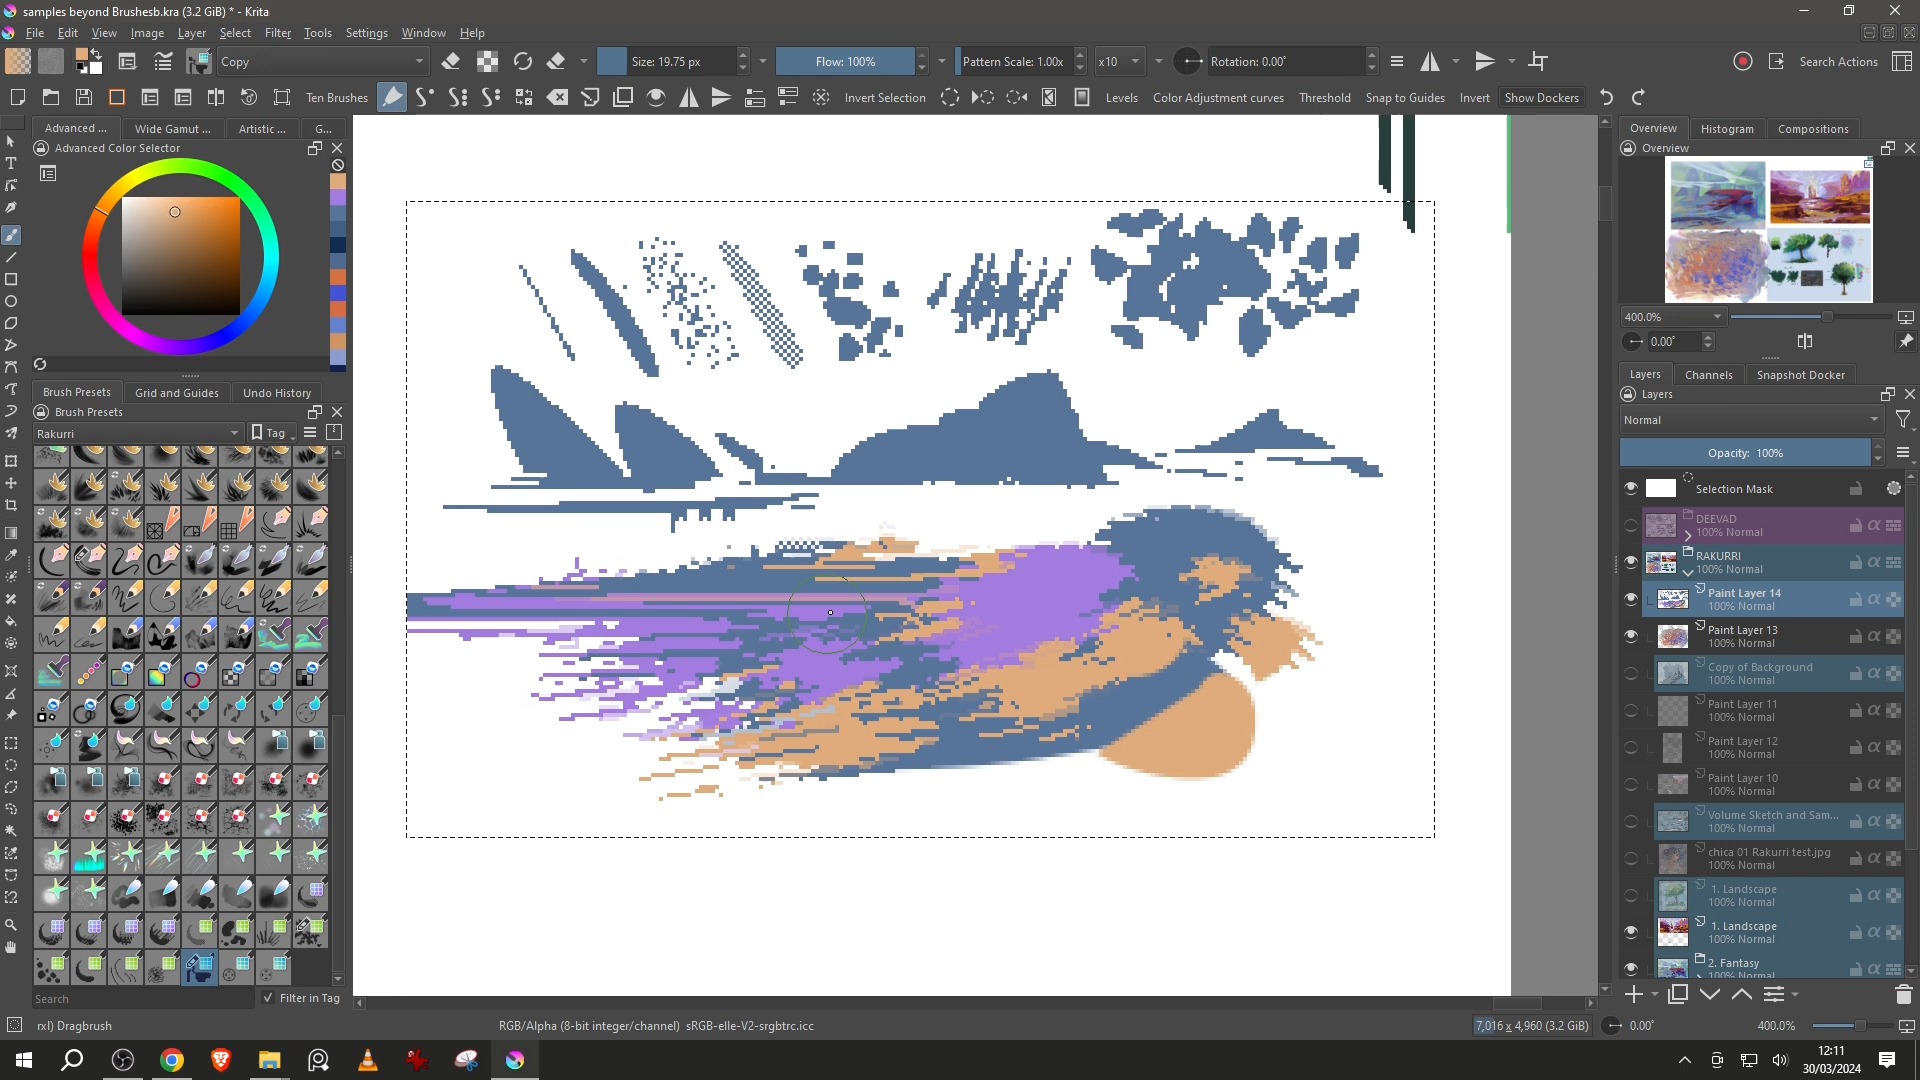 samples beyond Brushesb.kra (3.2 GiB) * - Krita
File Edit View Image Layer Select Filter Tools Settings Window Help
Copy
Size: 19.75 px
Flow: 100%
Pattern Scale: 1.00x
x10
Rotation: 0.00°
Search Actions
Ten Brushes
Invert Selection
Levels
Color Adjustment curves
Threshold
Snap to Guides
Invert
Show Dockers
Advanced ...
Wide Gamut ...
Artistic ...
G...
Advanced Color Selector
Brush Presets
Grid and Guides
Undo History
Brush Presets
Rakurri
Tag
Search
Filter in Tag
Overview
Histogram
Compositions
Overview
400.0%
0.00°
Layers
Channels
Snapshot Docker
Layers
Normal
Opacity: 100%
Selection Mask
DEEVAD
100% Normal
RAKURRI
100% Normal
Paint Layer 14
100% Normal
Paint Layer 13
100% Normal
Copy of Background
100% Normal
Paint Layer 11
100% Normal
Paint Layer 12
100% Normal
Paint Layer 10
100% Normal
Volume Sketch and Sam...
100% Normal
chica 01 Rakurri test.jpg
100% Normal
1. Landscape
100% Normal
1. Landscape
100% Normal
2. Fantasy
100% Normal
rxl) Dragbrush
RGB/Alpha (8-bit integer/channel) sRGB-elle-V2-srgbtrc.icc
7,016 x 4,960 (3.2 GiB)
0.00°
400.0%
12:11
30/03/2024